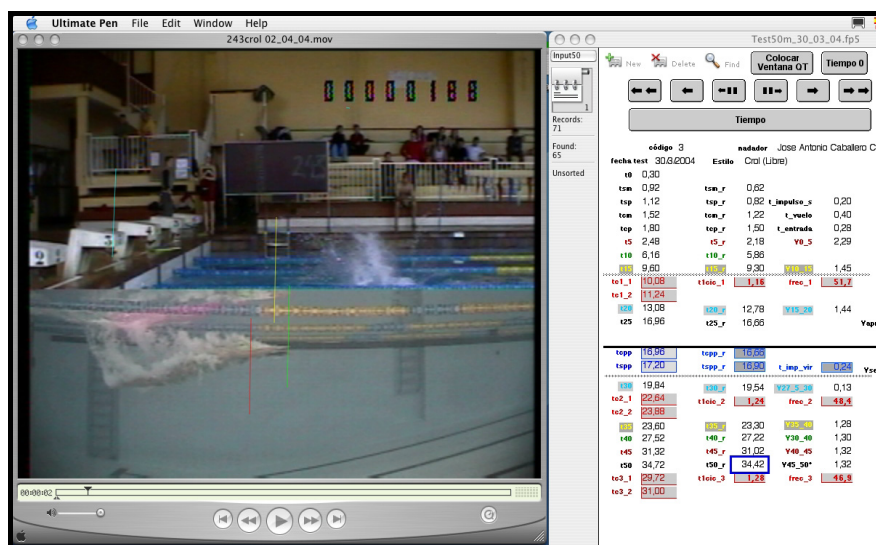 Ultimate Pen File Edit Window Help
243crol 02_04_04.mov
Test50m_30_03_04.fp5
Input50
New Delete Find Colocar Ventana QT Tiempo 0
1
Records:
71
Tiempo
Found:
65
código 3 nadador Jose Antonio Caballero C
fecha test 30/3/2004 Estilo Crol (Libre)
Unsorted
t0 0,30
tsm 0,92 tsm_r 0,62
tsp 1,12 tsp_r 0,82 t_impulso_s 0,20
tcm 1,52 tcm_r 1,22 t_vuelo 0,40
tcp 1,80 tcp_r 1,50 t_entrada 0,28
t5 2,48 t5_r 2,18 V0_5 2,29
t10 6,16 t10_r 5,86
t15 9,60 t15_r 9,30 V10_15 1,45
tc1_1 10,08 t1cic_1 1,16 frec_1 51,7
tc1_2 11,24
t20 13,08 t20_r 12,78 V15_20 1,44
t25 16,96 t25_r 16,66 Vapr
tcpp 16,96 tcpp_r 16,66
tspp 17,20 tspp_r 16,90 t_imp_vir 0,24 Vse
t30 19,84 t30_r 19,54 V27_5_30 0,13
tc2_1 22,64 t1cic_2 1,24 frec_2 48,4
tc2_2 23,88
t35 23,60 t35_r 23,30 V35_40 1,28
t40 27,52 t40_r 27,22 V30_40 1,30
t45 31,32 t45_r 31,02 V40_45 1,32
t50 34,72 t50_r 34,42 V45_50* 1,32
tc3_1 29,72 t1cic_3 1,28 frec_3 46,9
tc3_2 31,00
00:00:02